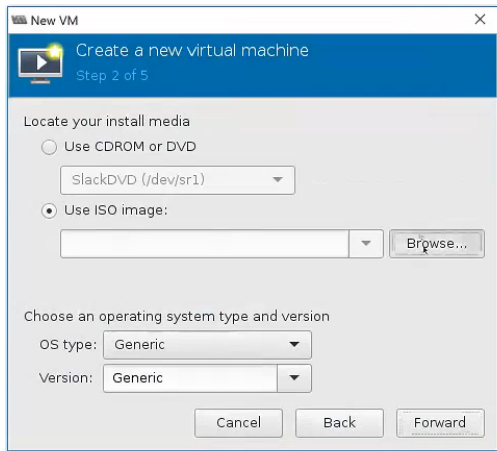 New VM
Create a new virtual machine
Step 2 of 5
Locate your install media
Use CDROM or DVD
SlackDVD (/dev/sr1)
Use ISO image:
Browse...
Choose an operating system type and version
OS type: Generic
Version: Generic
Cancel Back Forward